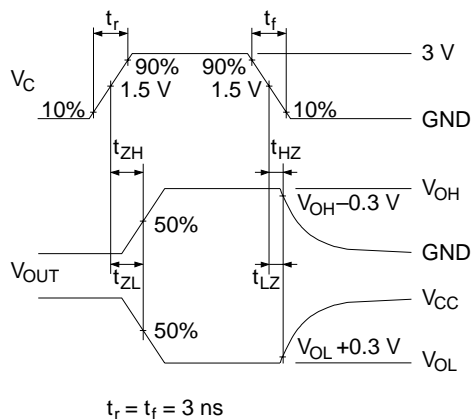 tr
tf
90%
90%
3 V
VC
1.5 V
1.5 V
10%
10%
GND
tZH
tHZ
VOH
VOH–0.3 V
50%
GND
VOUT
tZL
tLZ
VCC
50%
VOL +0.3 V
VOL
tr = tf = 3 ns